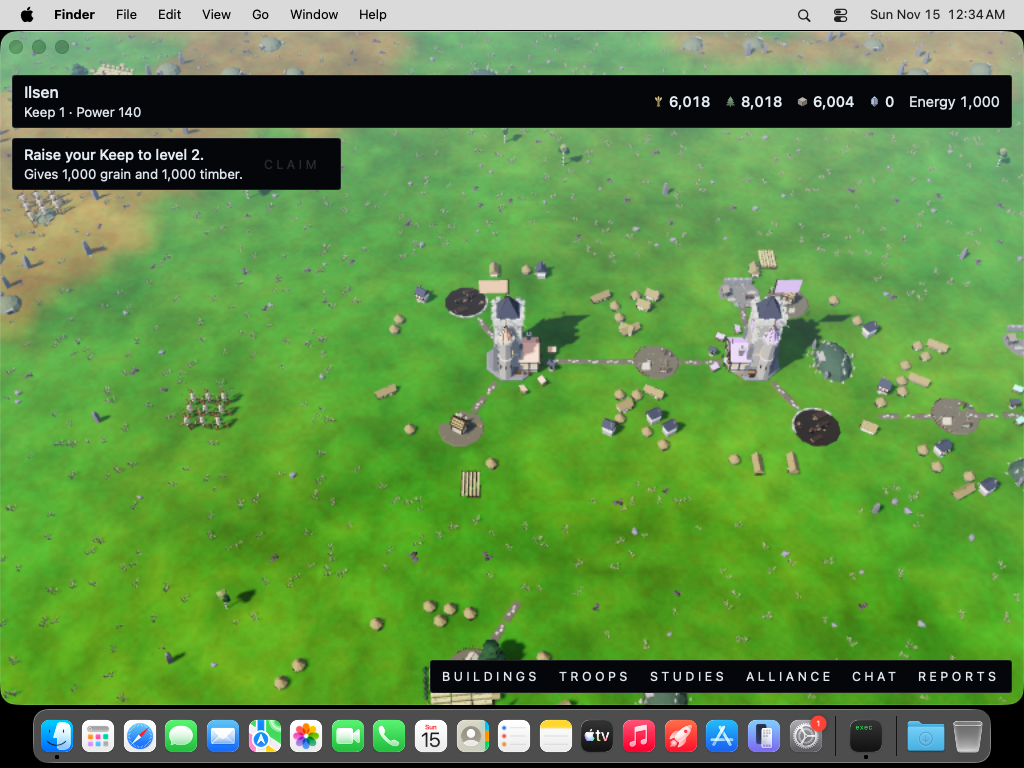 Finder File Edit View Go Window Help Sun Nov 15 12:34 AM
Ilsen
Keep 1 · Power 140
6,018 8,018 6,004 0 Energy 1,000
Raise your Keep to level 2.
Gives 1,000 grain and 1,000 timber.
CLAIM
BUILDINGS TROOPS STUDIES ALLIANCE CHAT REPORTS
Sun
15
tv
1
exec